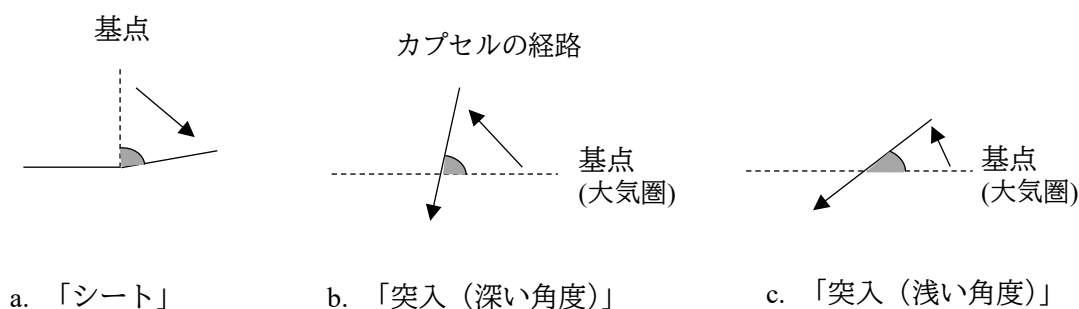 基点
カプセルの経路
基点
(大気圏)
基点
(大気圏)
a. 「シート」
b. 「突入（深い角度）」
c. 「突入（浅い角度）」